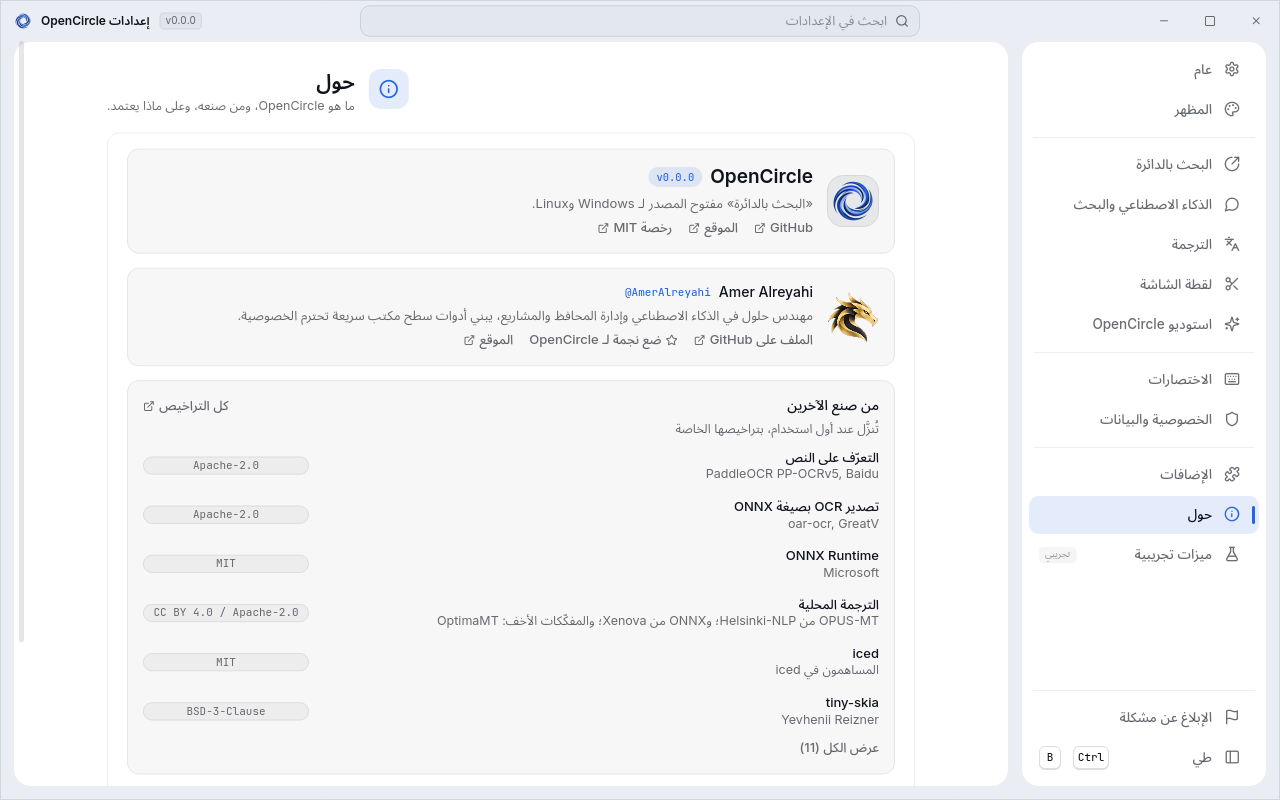 إعدادات OpenCircle v0.0.0
ابحث في الإعدادات
عام
المظهر
البحث بالدائرة
الذكاء الاصطناعي والبحث
الترجمة
لقطة الشاشة
استوديو OpenCircle
الاختصارات
الخصوصية والبيانات
الإضافات
حول
ميزات تجريبية تجريبي
الإبلاغ عن مشكلة
طي Ctrl B
حول
ما هو OpenCircle، ومن صنعه، وعلى ماذا يعتمد.
OpenCircle v0.0.0
«البحث بالدائرة» مفتوح المصدر لـ Windows وLinux.
GitHub الموقع رخصة MIT
Amer Alreyahi @AmerAlreyahi
مهندس حلول في الذكاء الاصطناعي وإدارة المحافظ والمشاريع، يبني أدوات سطح مكتب سريعة تحترم الخصوصية.
الملف على GitHub ضع نجمة لـ OpenCircle الموقع
من صنع الآخرين كل التراخيص
تُنزَّل عند أول استخدام، بتراخيصها الخاصة
التعرّف على النص
PaddleOCR PP-OCRv5, Baidu
Apache-2.0
تصدير OCR بصيغة ONNX
oar-ocr, GreatV
Apache-2.0
ONNX Runtime
Microsoft
MIT
الترجمة المحلية
OPUS-MT من Helsinki-NLP؛ وONNX من Xenova؛ والمفكّكات الأخف: OptimaMT
CC BY 4.0 / Apache-2.0
iced
المساهمون في iced
MIT
tiny-skia
Yevhenii Reizner
BSD-3-Clause
عرض الكل (11)